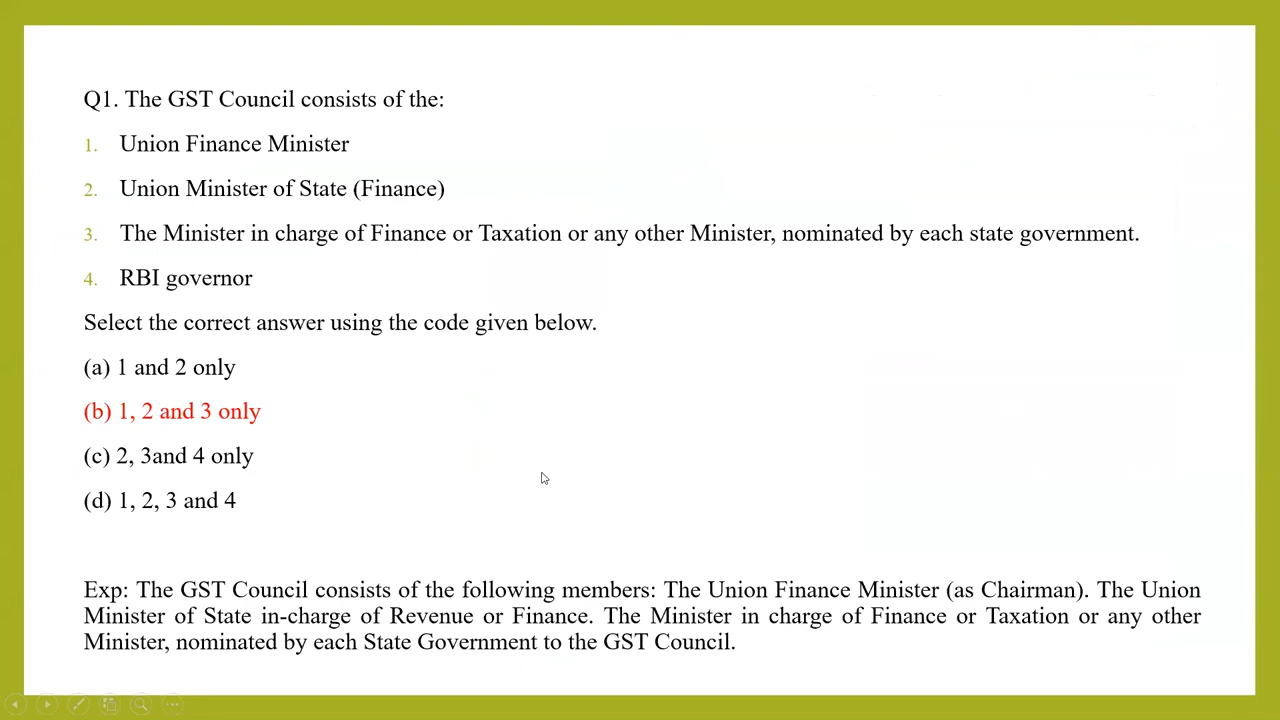 Q1. The GST Council consists of the:
1. Union Finance Minister
2. Union Minister of State (Finance)
3. The Minister in charge of Finance or Taxation or any other Minister, nominated by each state government.
4. RBI governor
Select the correct answer using the code given below.
(a) 1 and 2 only
(b) 1, 2 and 3 only
(c) 2, 3and 4 only
(d) 1, 2, 3 and 4
Exp: The GST Council consists of the following members: The Union Finance Minister (as Chairman). The Union
Minister of State in-charge of Revenue or Finance. The Minister in charge of Finance or Taxation or any other
Minister, nominated by each State Government to the GST Council.